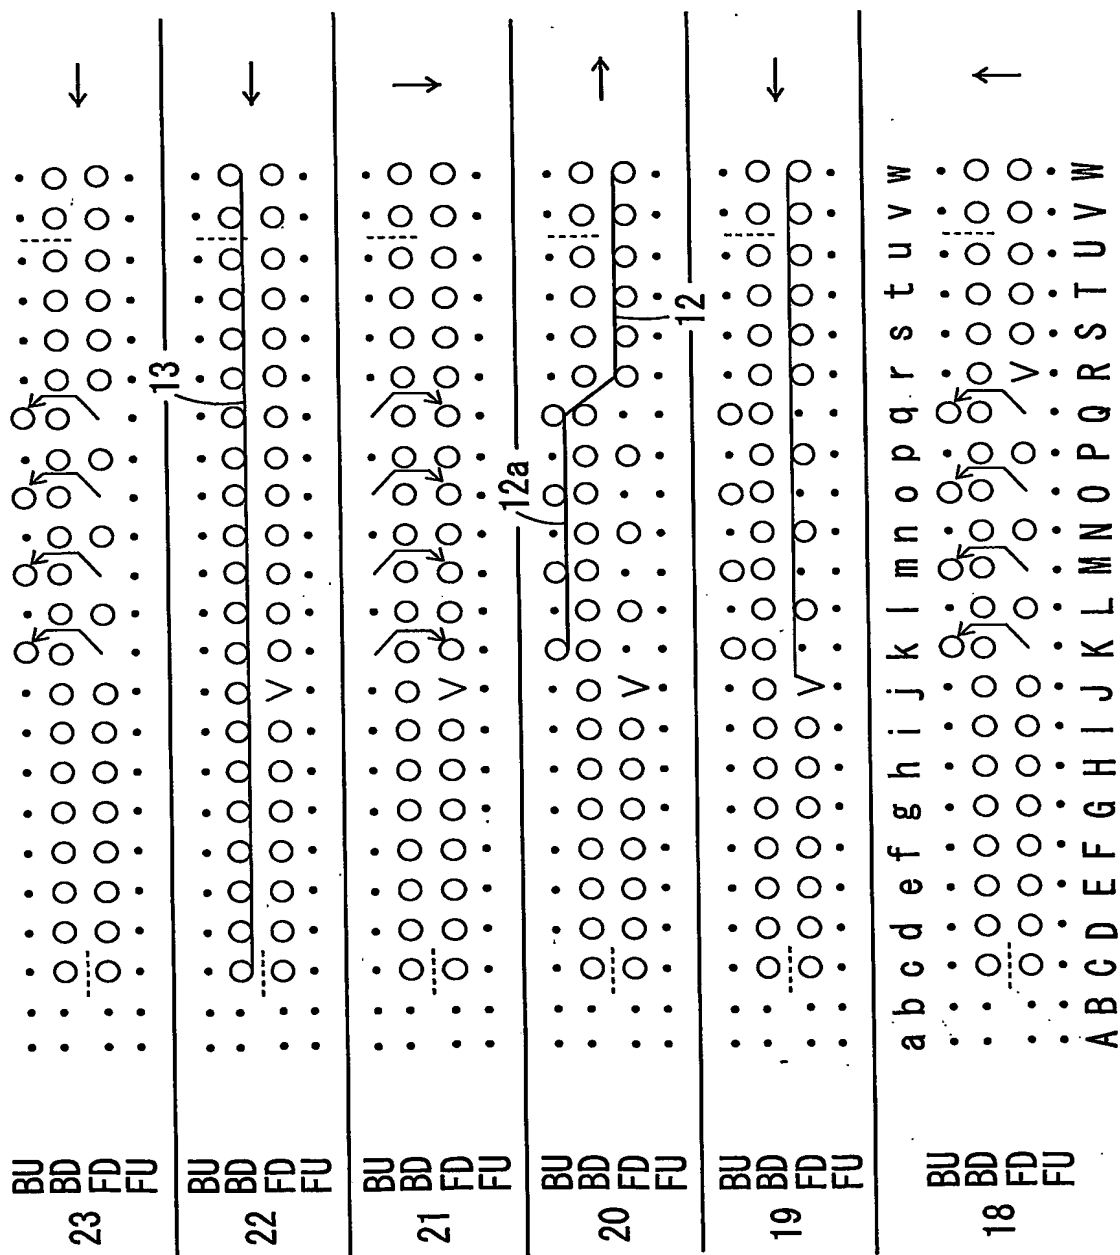 BU
BD
23
FD
FU
13
BU
BD
22
FD
V
FU
BU
BD
21
FD
V
FU
12a
BU
BD
20
FD
V
FU
12
BU
BD
19
FD
V
FU
a b c d e f g h i j k l m n o p q r s t u v w
BU
BD
18
FD
V
FU
A B C D E F G H I J K L M N O P Q R S T U V W